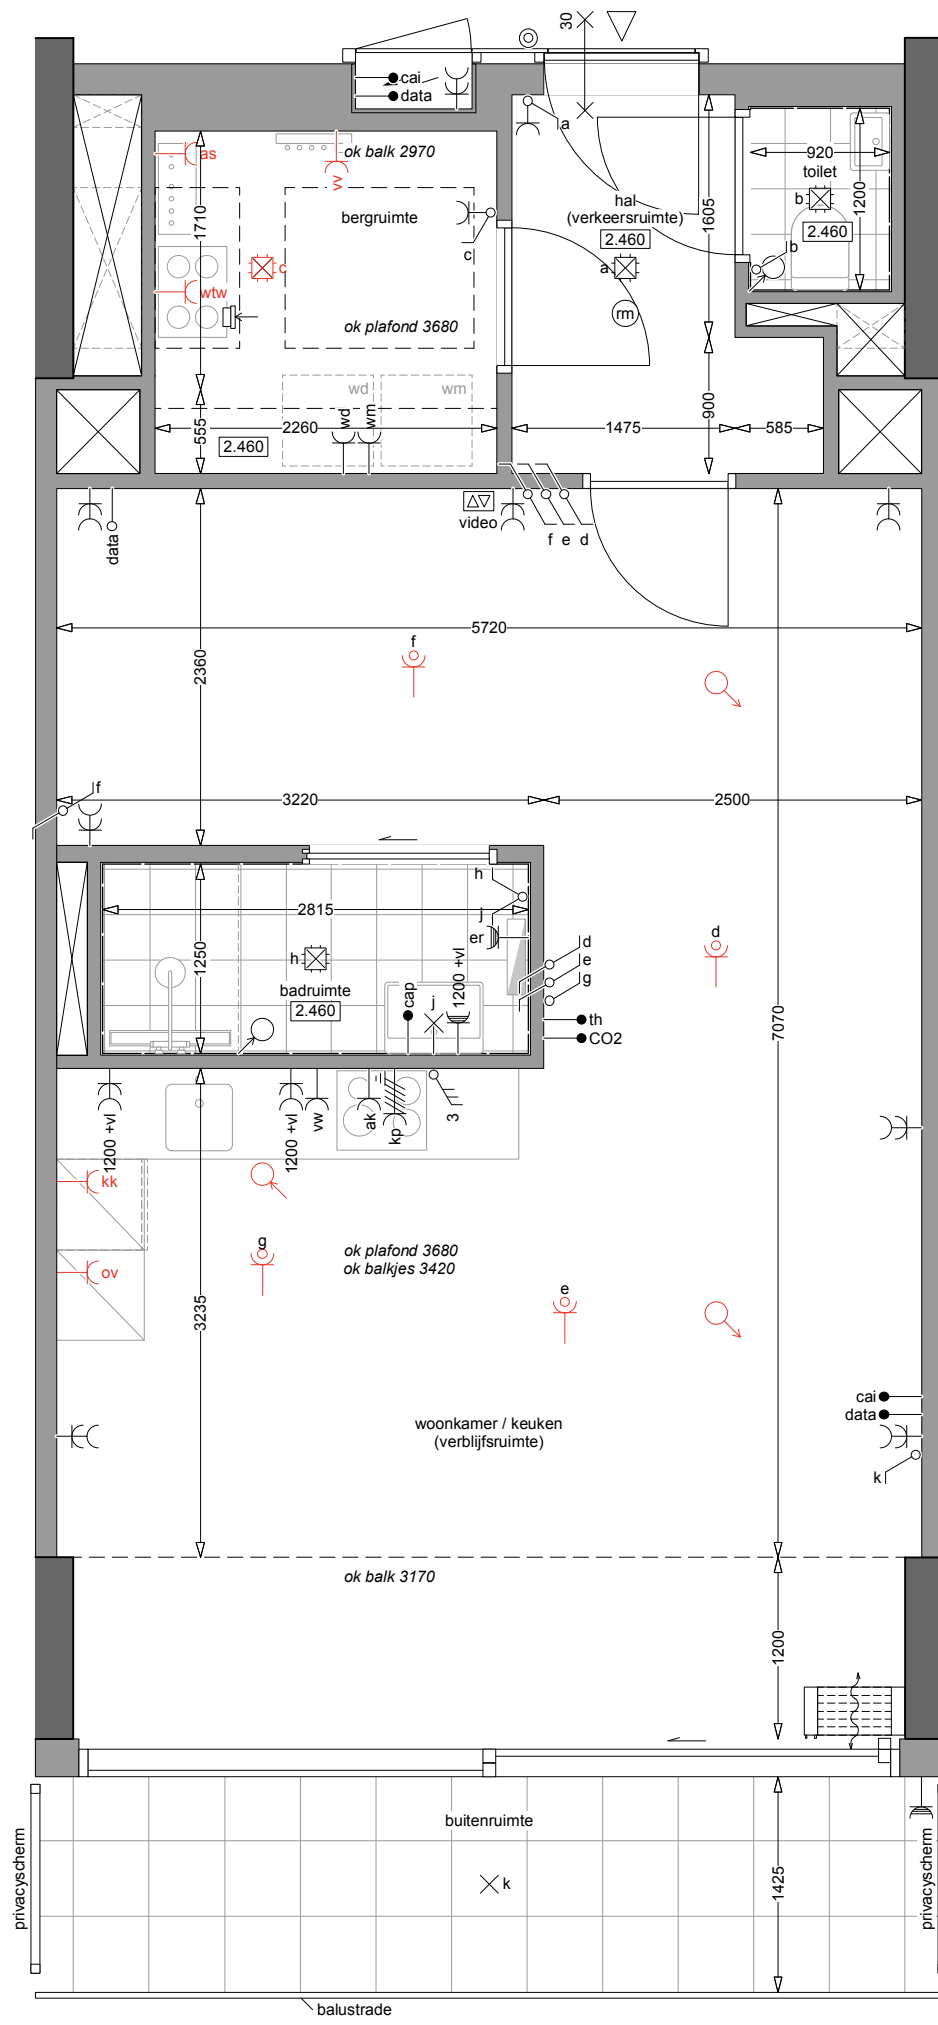 30
cai
data
a
as
vv
ok balk 2970
920
toilet
b
2.460
1200
b
1710
bergruimte
hal
(verkeersruimte)
2.460
a
1605
c
c
wtw
rm
ok plafond 3680
wd
wm
555
2260
2.460
wd
wm
1475
900
585
data
video
f e d
5720
2360
f
f
3220
2500
2815
h
j
er
1250
h
badruimte
2.460
cap
j
1200 +vl
d
e
g
th
CO2
d
7070
1200 +vl
1200 +vl
vw
ak
kp
3
kk
ov
g
ok plafond 3680
ok balkjes 3420
e
3235
cai
data
woonkamer / keuken
(verblijfsruimte)
k
ok balk 3170
1200
buitenruimte
k
1425
privacyscherm
privacyscherm
balustrade